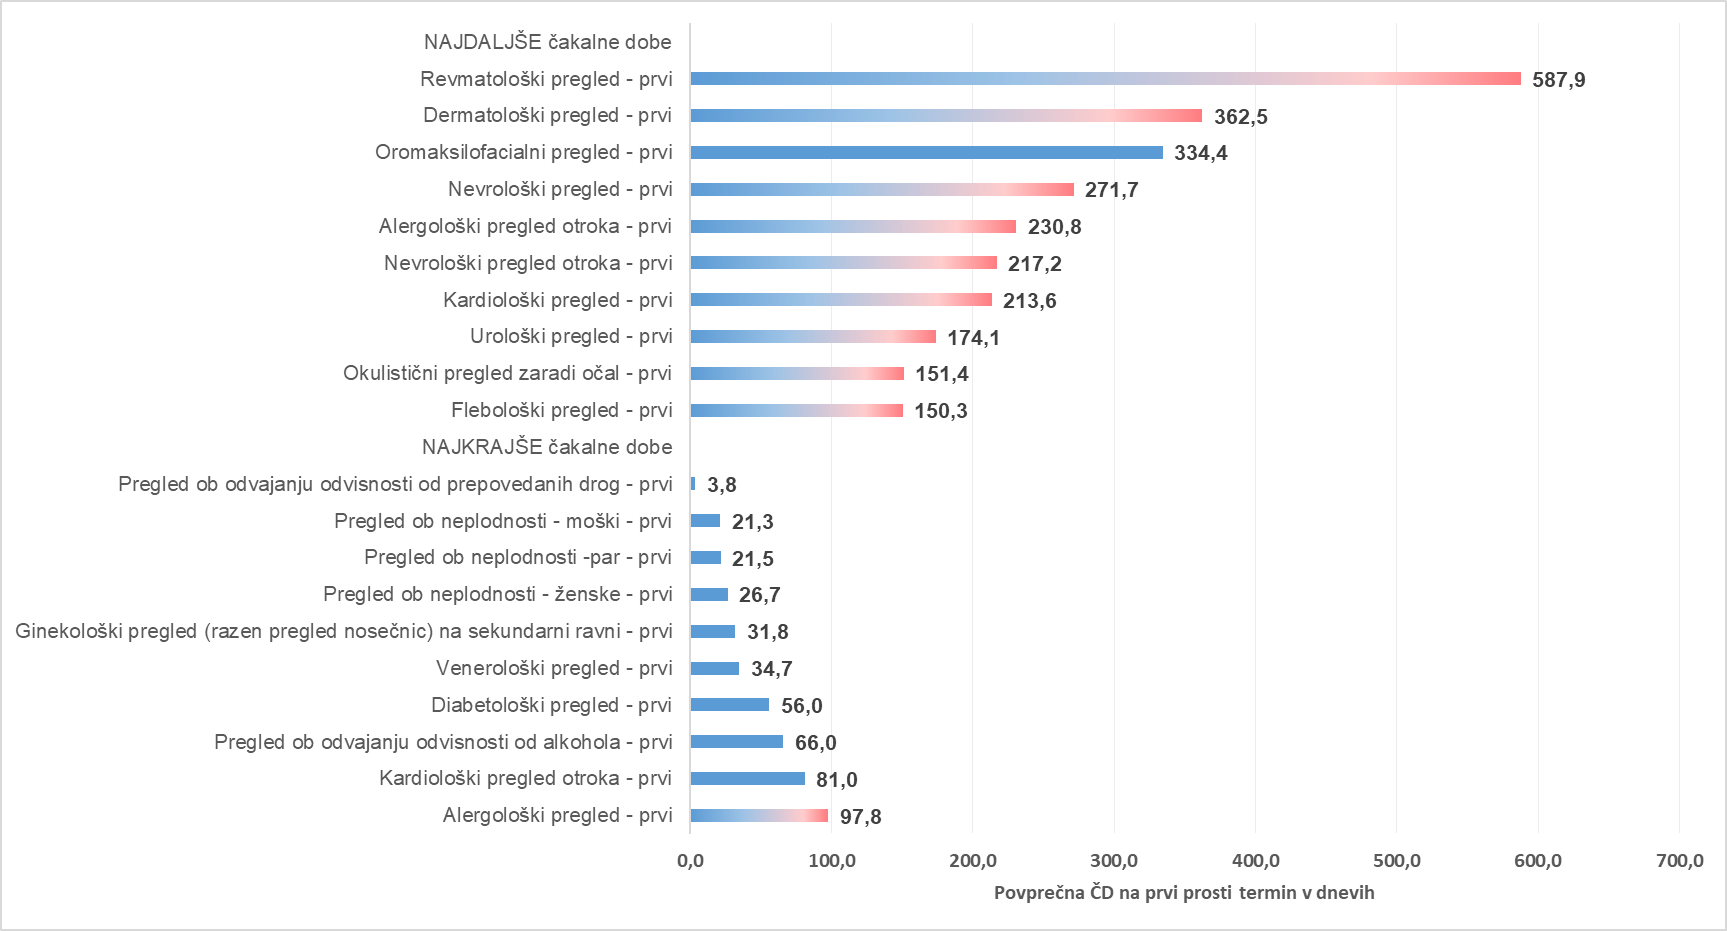 NAJDALJŠE čakalne dobe
Revmatološki pregled - prvi 587,9
Dermatološki pregled - prvi 362,5
Oromaksilofacialni pregled - prvi 334,4
Nevrološki pregled - prvi 271,7
Alergološki pregled otroka - prvi 230,8
Nevrološki pregled otroka - prvi 217,2
Kardiološki pregled - prvi 213,6
Urološki pregled - prvi 174,1
Okulistični pregled zaradi očal - prvi 151,4
Flebološki pregled - prvi 150,3
NAJKRAJŠE čakalne dobe
Pregled ob odvajanju odvisnosti od prepovedanih drog - prvi 3,8
Pregled ob neplodnosti - moški - prvi 21,3
Pregled ob neplodnosti -par - prvi 21,5
Pregled ob neplodnosti - ženske - prvi 26,7
Ginekološki pregled (razen pregled nosečnic) na sekundarni ravni - prvi 31,8
Venerološki pregled - prvi 34,7
Diabetološki pregled - prvi 56,0
Pregled ob odvajanju odvisnosti od alkohola - prvi 66,0
Kardiološki pregled otroka - prvi 81,0
Alergološki pregled - prvi 97,8
0,0 100,0 200,0 300,0 400,0 500,0 600,0 700,0
Povprečna ČD na prvi prosti termin v dnevih